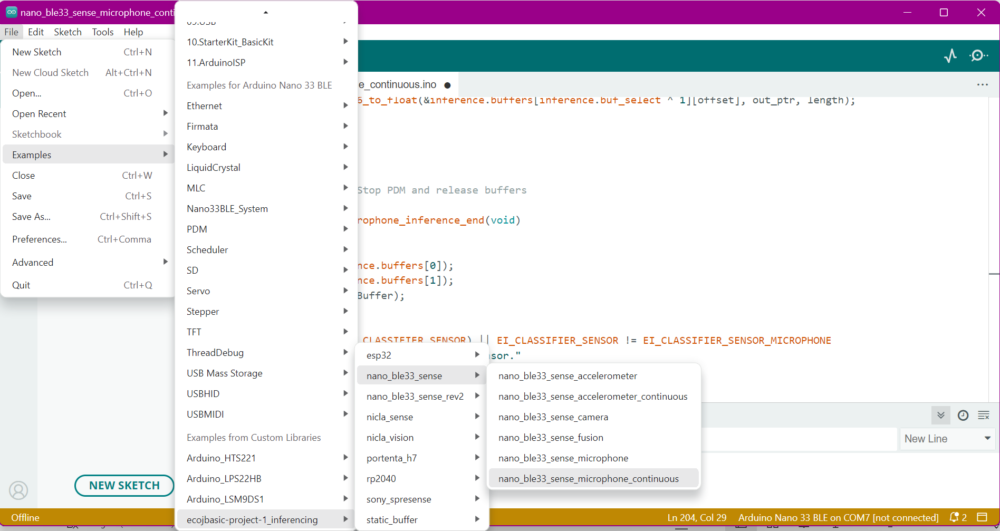 nano_ble33_sense_microphone_conti
File Edit Sketch Tools Help
New Sketch Ctrl+N
New Cloud Sketch Alt+Ctrl+N
Open... Ctrl+O
Open Recent
Sketchbook
Examples
Close Ctrl+W
Save Ctrl+S
Save As... Ctrl+Shift+S
Preferences... Ctrl+Comma
Advanced
Quit Ctrl+Q
NEW SKETCH
09.USB
10.StarterKit_BasicKit
11.ArduinoISP
Examples for Arduino Nano 33 BLE
Ethernet
Firmata
Keyboard
LiquidCrystal
MLC
Nano33BLE_System
PDM
Scheduler
SD
Servo
Stepper
TFT
ThreadDebug
USB Mass Storage
USBHID
USBMIDI
Examples from Custom Libraries
Arduino_HTS221
Arduino_LPS22HB
Arduino_LSM9DS1
ecojbasic-project-1_inferencing
esp32
nano_ble33_sense
nano_ble33_sense_rev2
nicla_sense
nicla_vision
portenta_h7
rp2040
sony_spresense
static_buffer
nano_ble33_sense_accelerometer
nano_ble33_sense_accelerometer_continuous
nano_ble33_sense_camera
nano_ble33_sense_fusion
nano_ble33_sense_microphone
nano_ble33_sense_microphone_continuous
e_continuous.ino
6_to_float(&inference.buffers[inference.buf_select ^ 1][offset], out_ptr, length);
Stop PDM and release buffers
rophone_inference_end(void)
nce.buffers[0]);
nce.buffers[1]);
Buffer);
CLASSIFIER_SENSOR) || EI_CLASSIFIER_SENSOR != EI_CLASSIFIER_SENSOR_MICROPHONE
sor."
New Line
Offline
Ln 204, Col 29 Arduino Nano 33 BLE on COM7 [not connected] 2